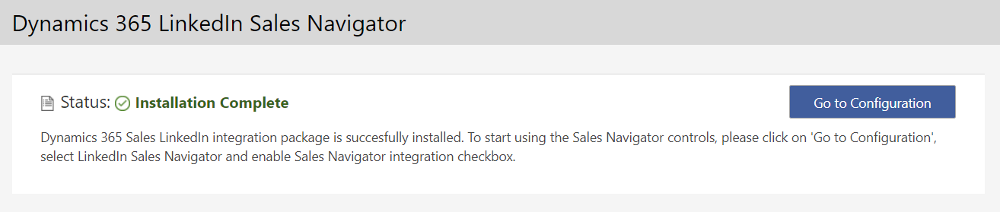 Dynamics 365 LinkedIn Sales Navigator
Status: Installation Complete
Go to Configuration
Dynamics 365 Sales LinkedIn integration package is succesfully installed. To start using the Sales Navigator controls, please click on 'Go to Configuration',
select LinkedIn Sales Navigator and enable Sales Navigator integration checkbox.